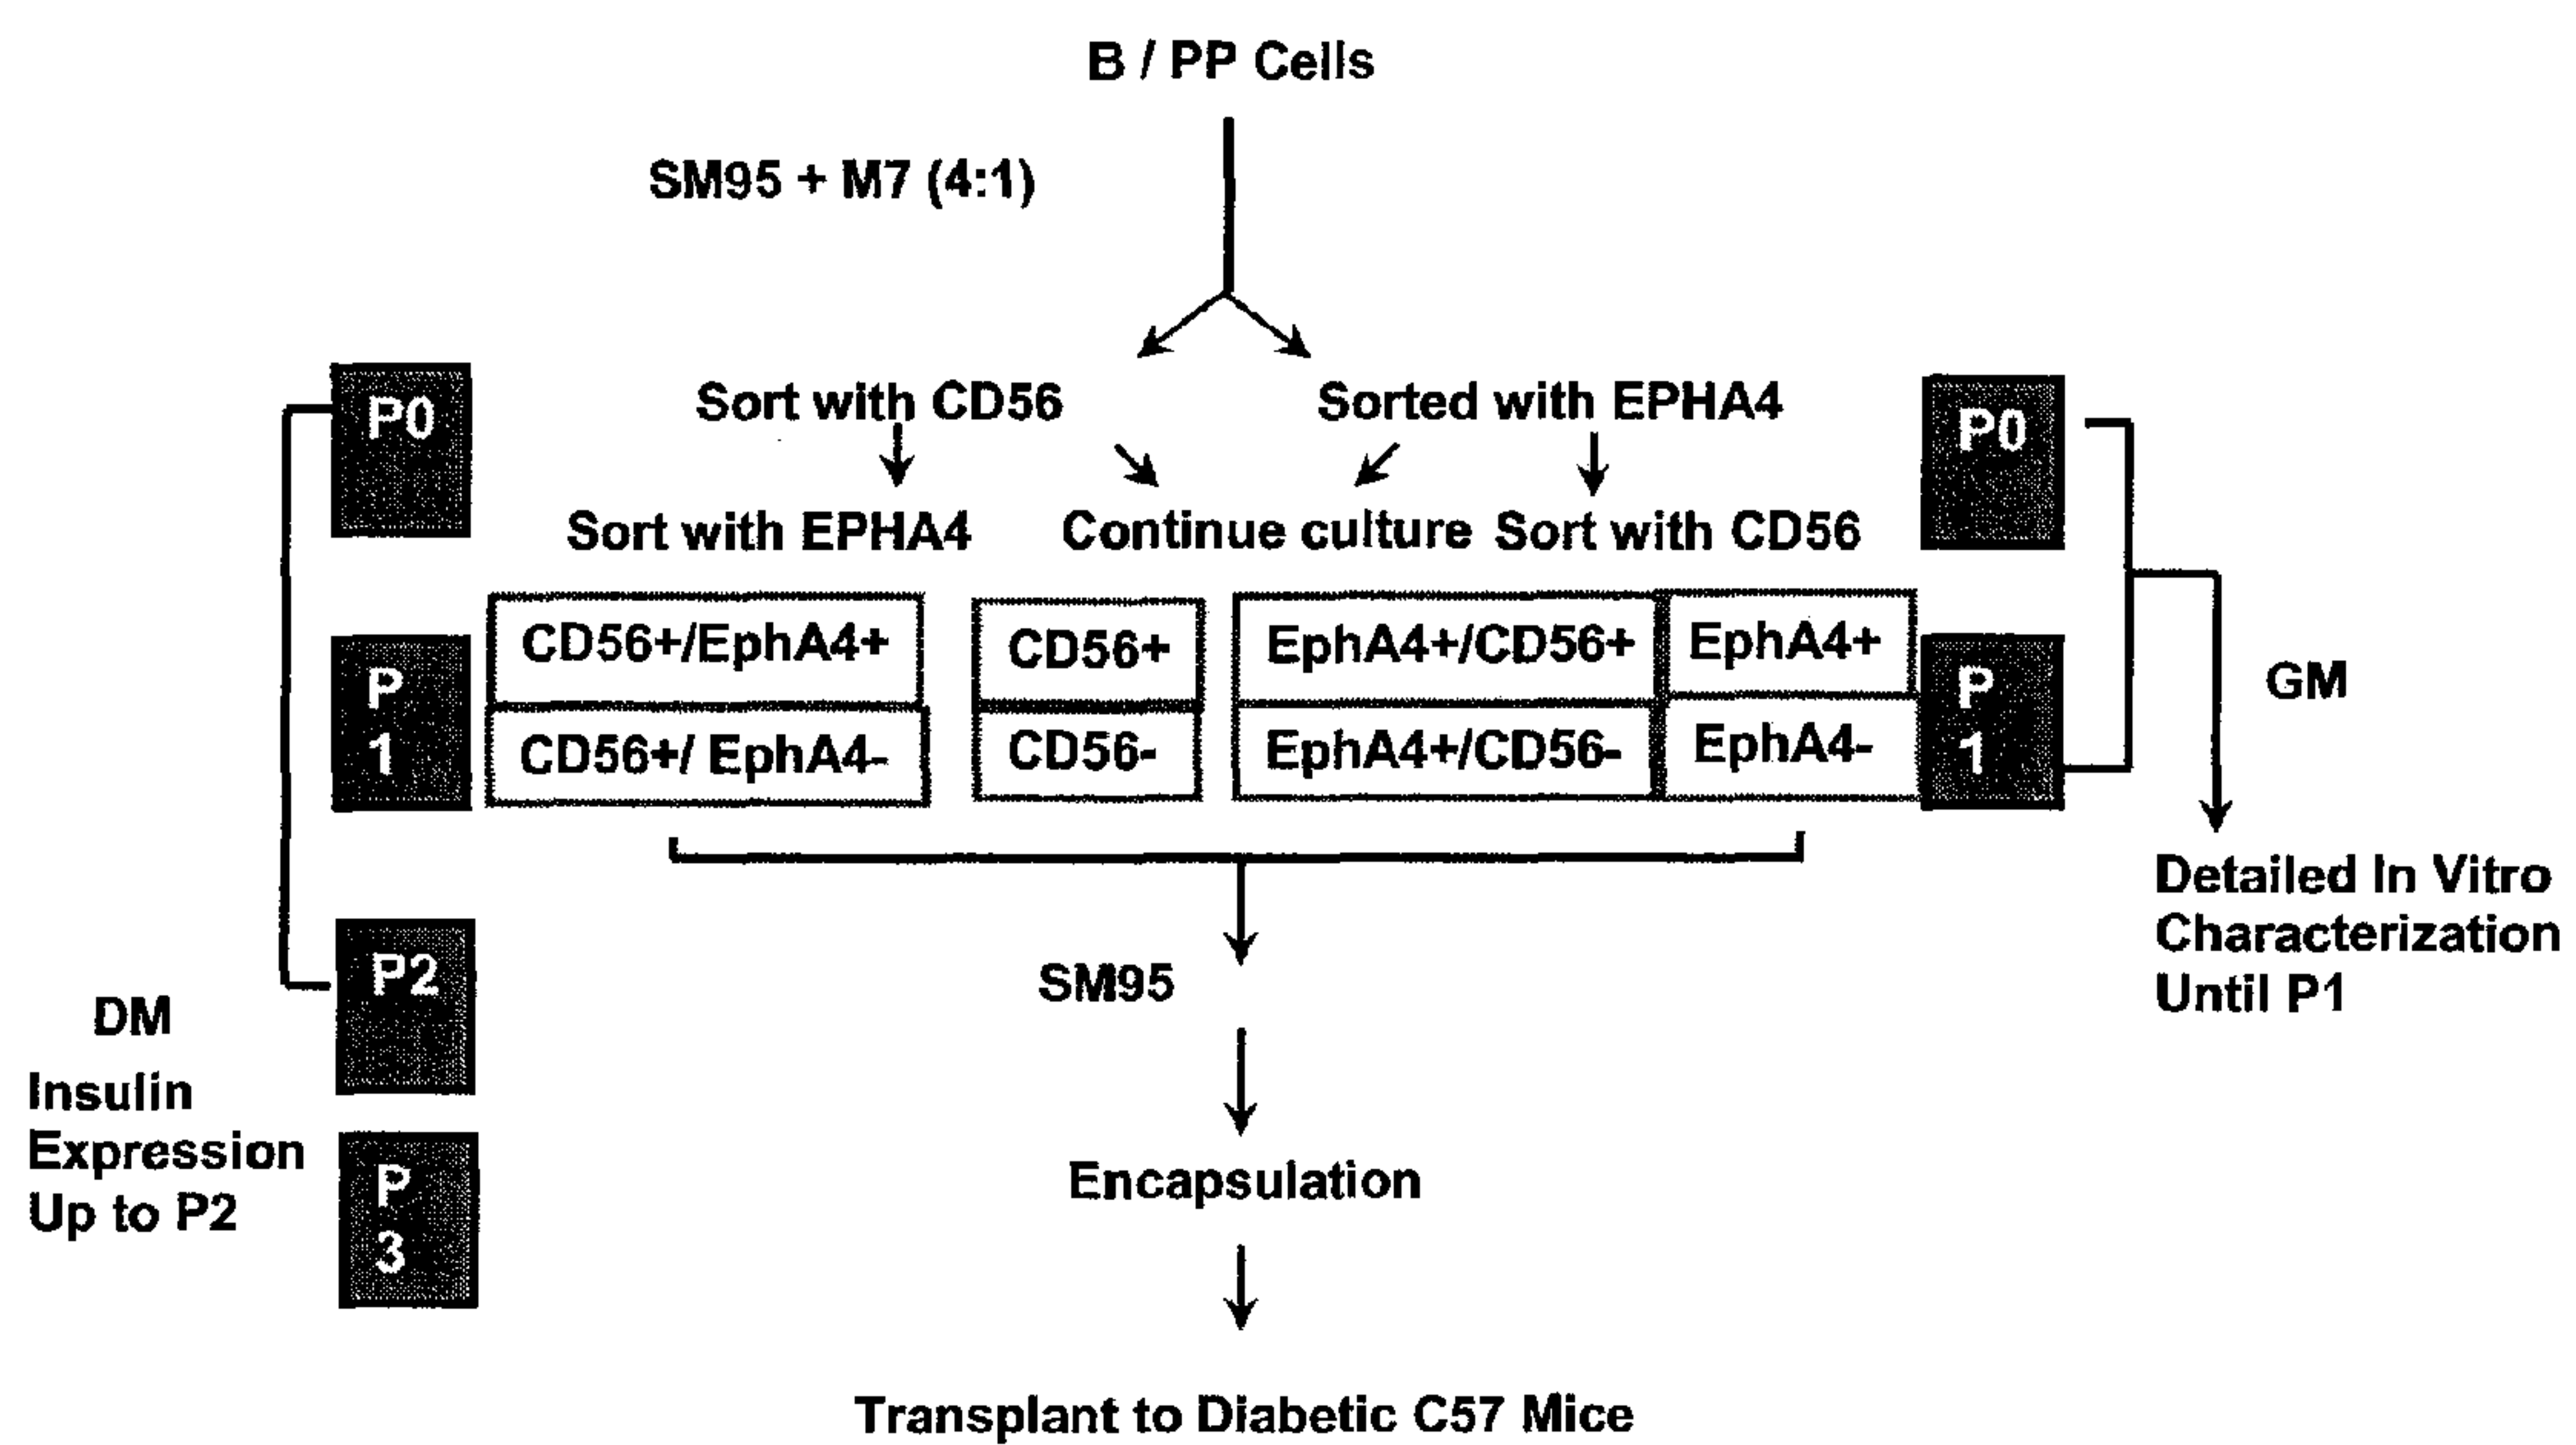 B / PP Cells
SM95 + M7 (4:1)
Sort with CD56
Sorted with EPHA4
P0
P0
Sort with EPHA4
Continue culture
Sort with CD56
CD56+/EphA4+
CD56+
EphA4+/CD56+
EphA4+
CD56+/ EphA4-
CD56-
EphA4+/CD56-
EphA4-
P
1
P
1
GM
Detailed In Vitro
Characterization
Until P1
SM95
P2
DM
Insulin
Expression
Up to P2
P
3
Encapsulation
Transplant to Diabetic C57 Mice